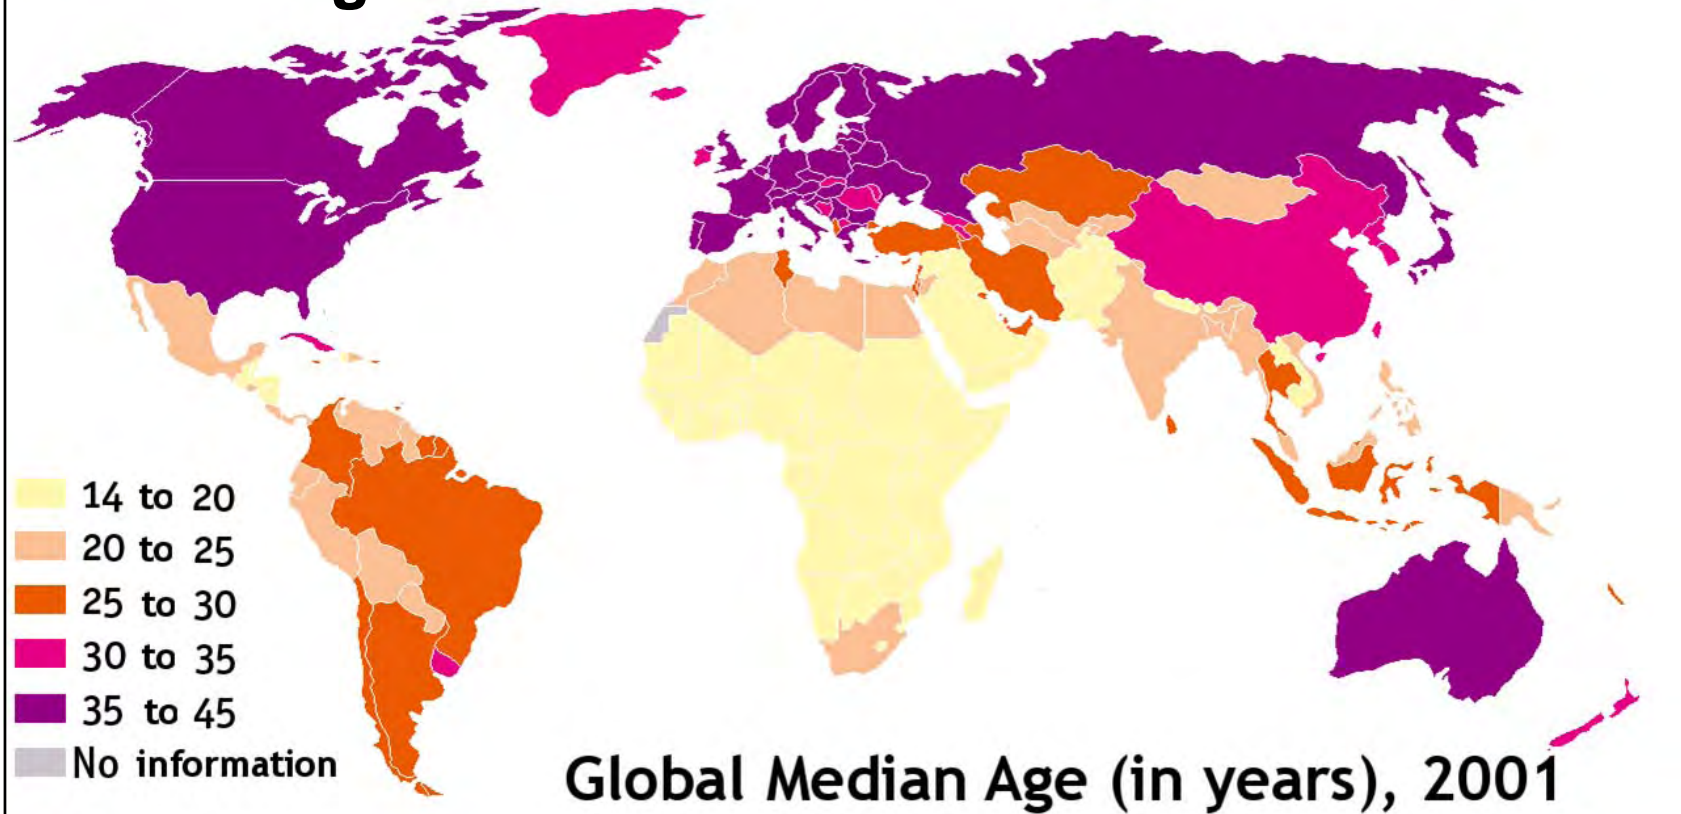 14 to 20
20 to 25
25 to 30
30 to 35
35 to 45
No information
Global Median Age (in years), 2001